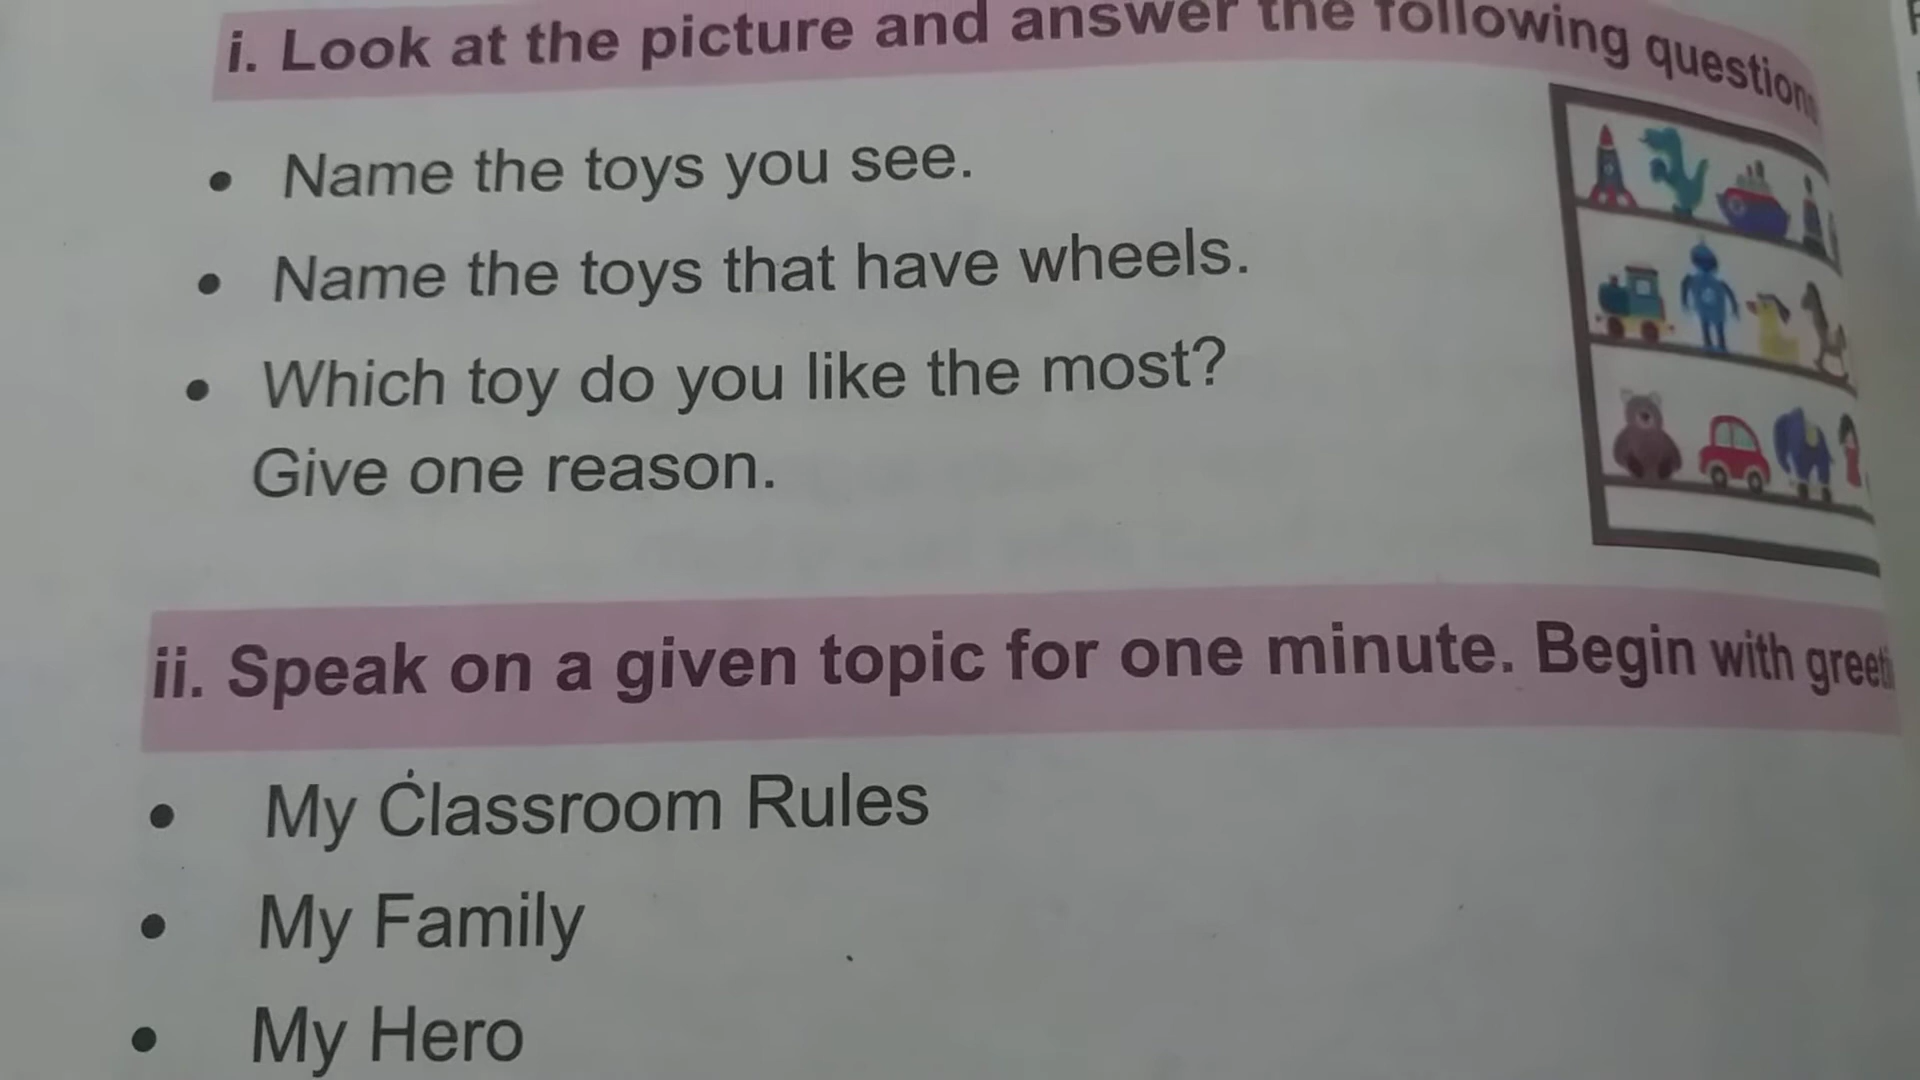 i. Look at the picture and answer the following question
• Name the toys you see.
• Name the toys that have wheels.
• Which toy do you like the most?
Give one reason.
ii. Speak on a given topic for one minute. Begin with greeti
• My Classroom Rules
• My Family
• My Hero